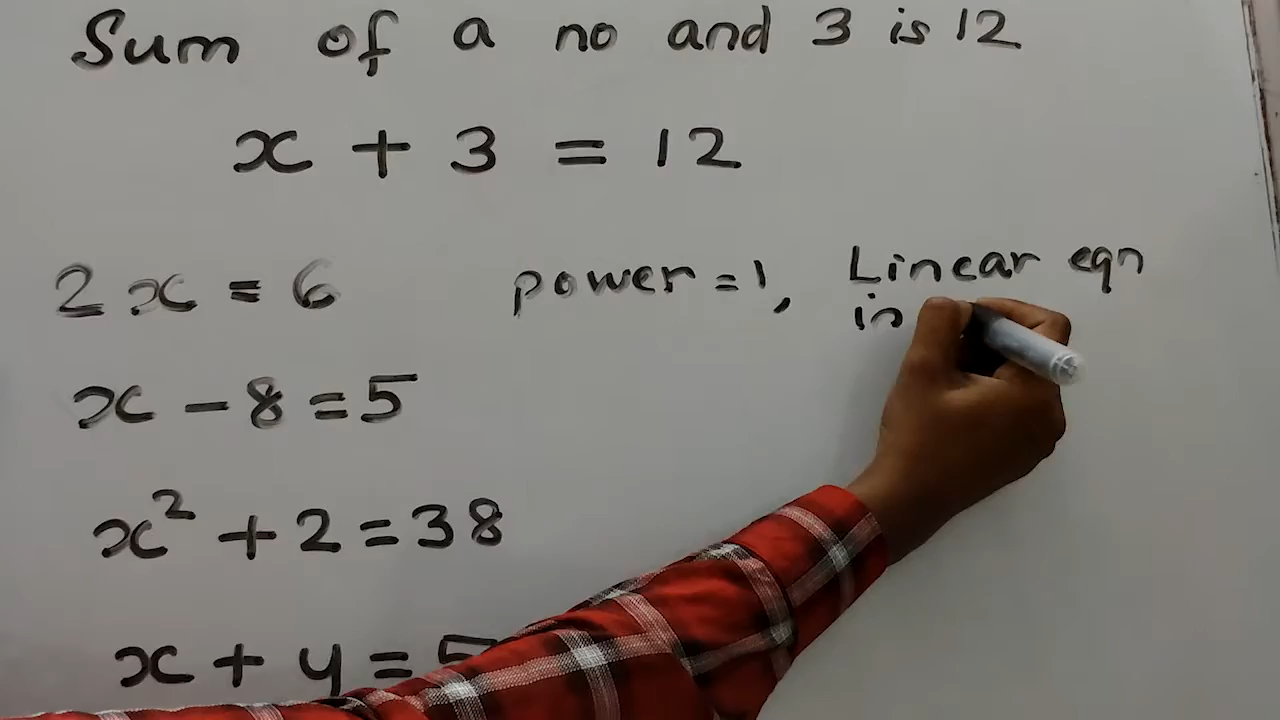 Sum of a no and 3 is 12
x + 3 = 12
2x = 6 power = 1, Linear eqn
in
x - 8 = 5
x² + 2 = 38
x + y =